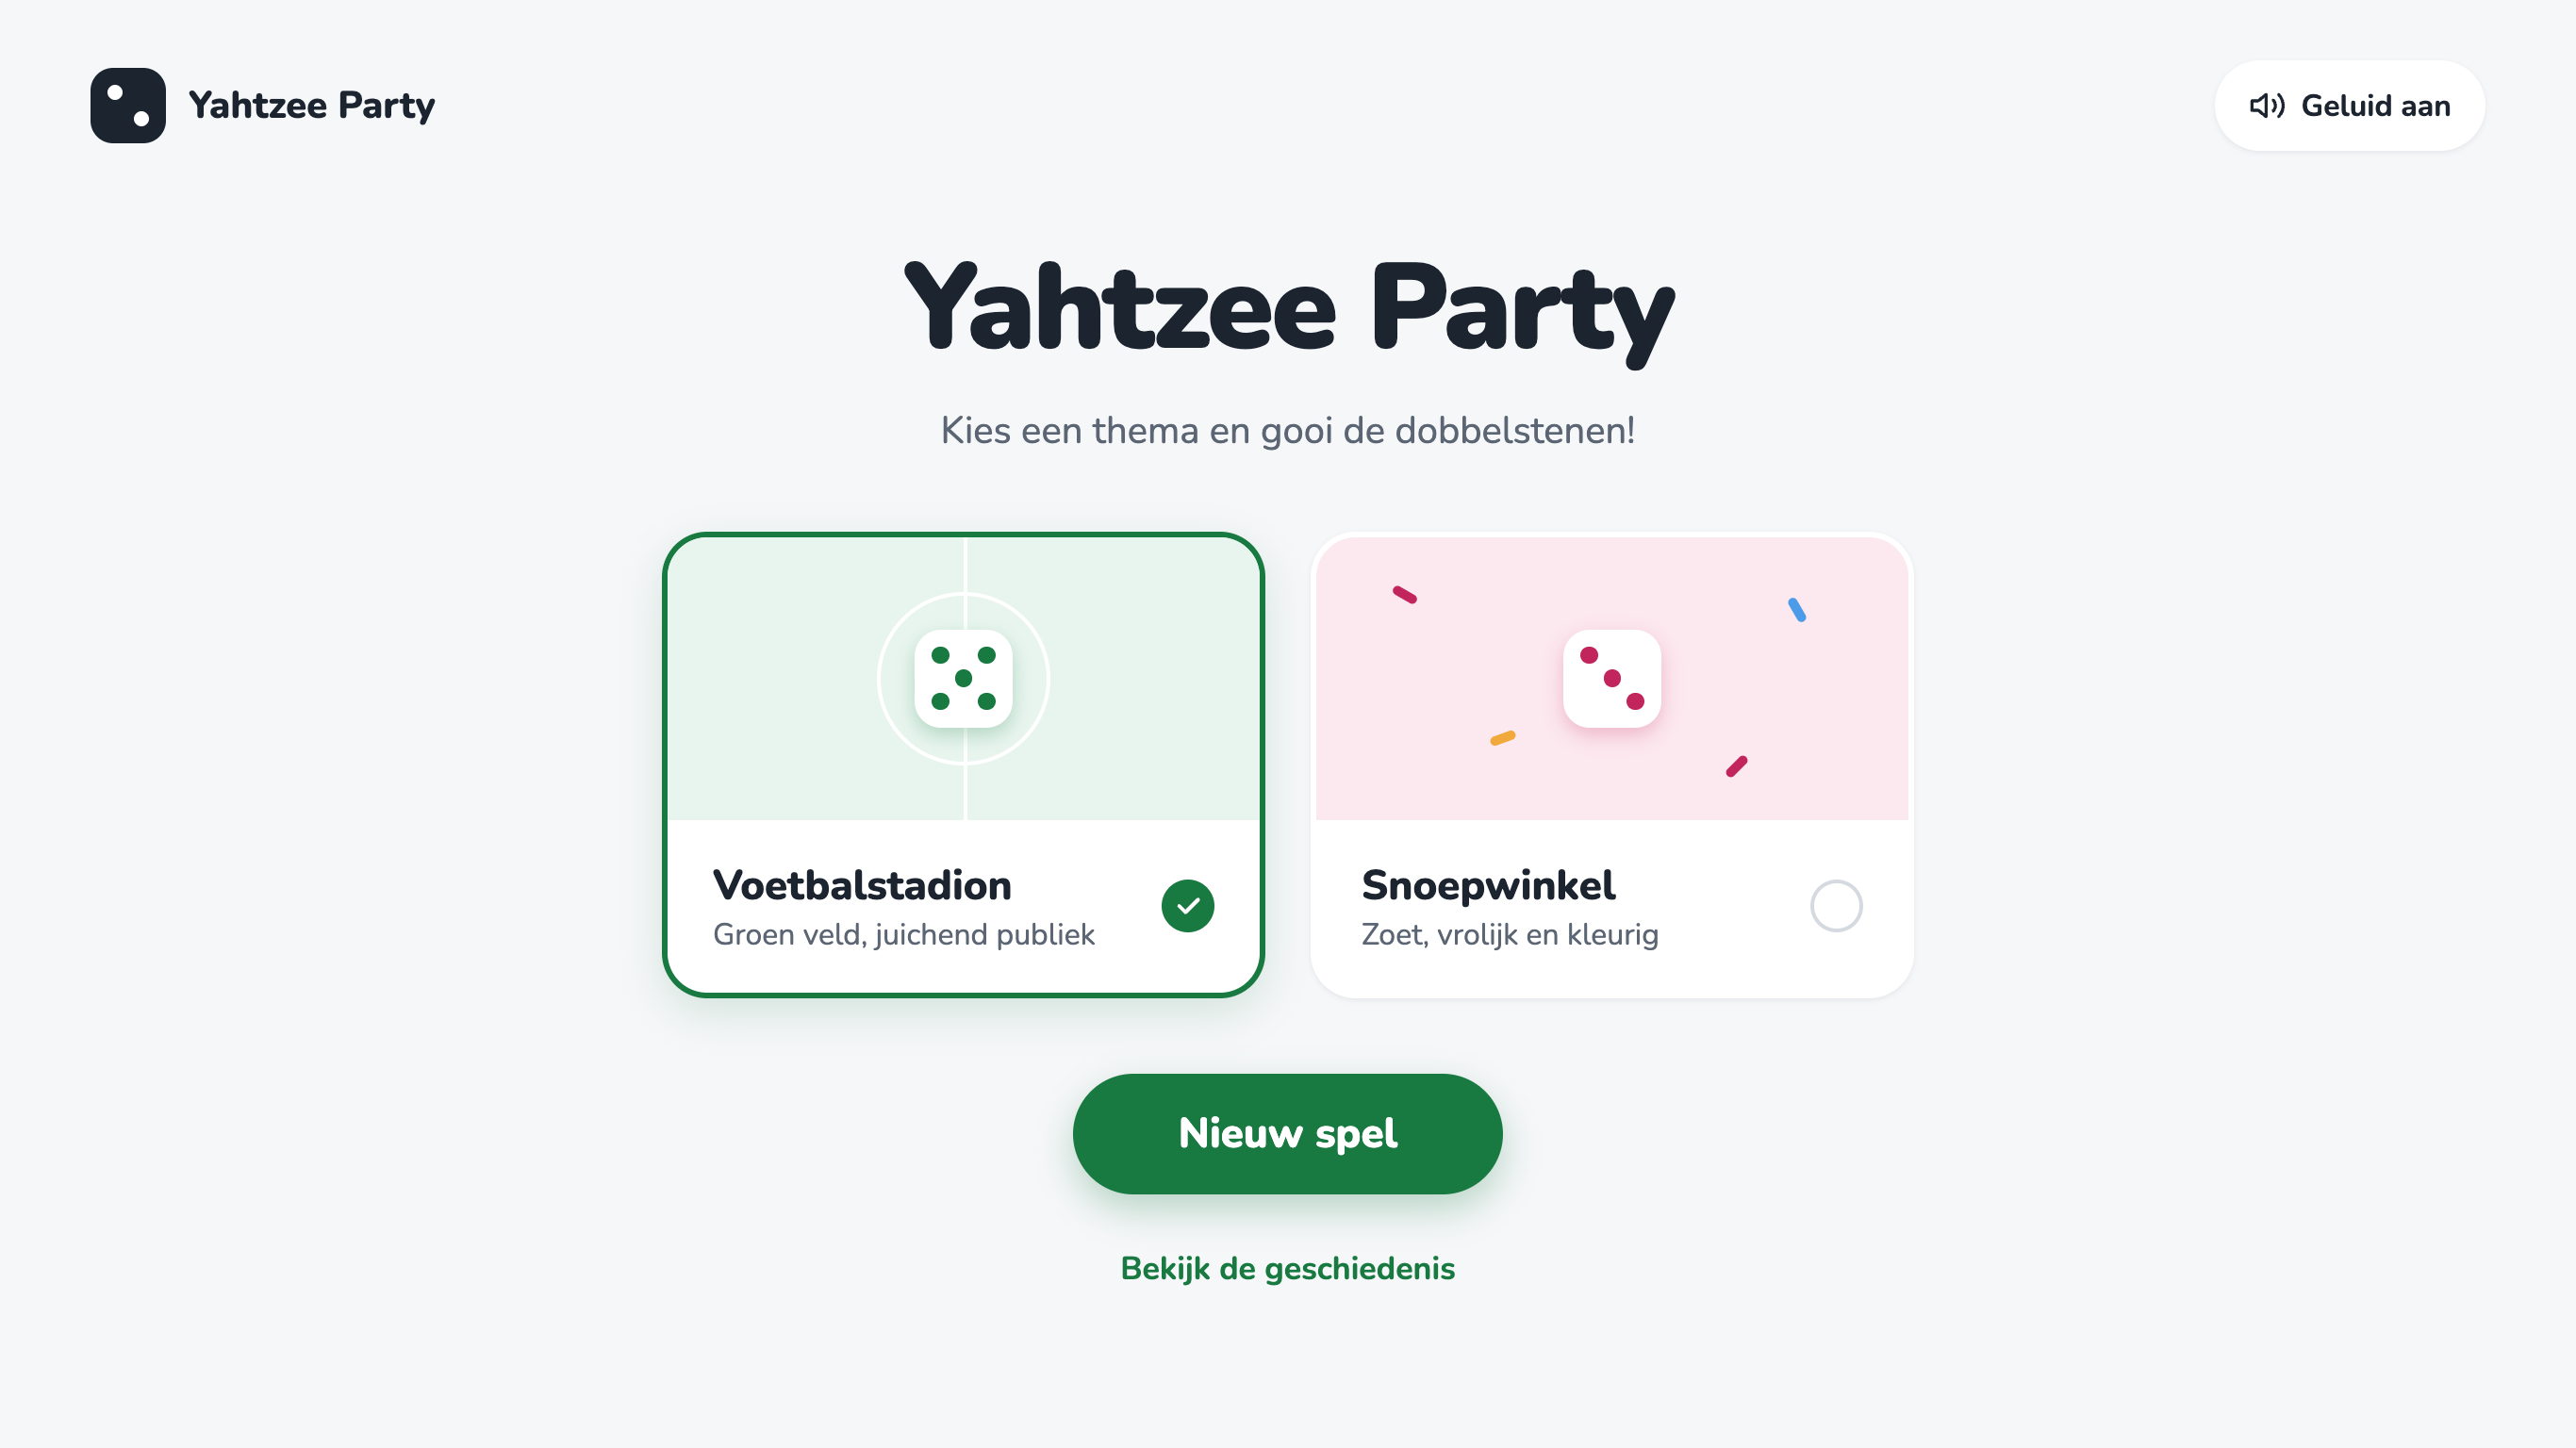 Yahtzee Party
Geluid aan
Yahtzee Party
Kies een thema en gooi de dobbelstenen!
Voetbalstadion
Groen veld, juichend publiek
Snoepwinkel
Zoet, vrolijk en kleurig
Nieuw spel
Bekijk de geschiedenis